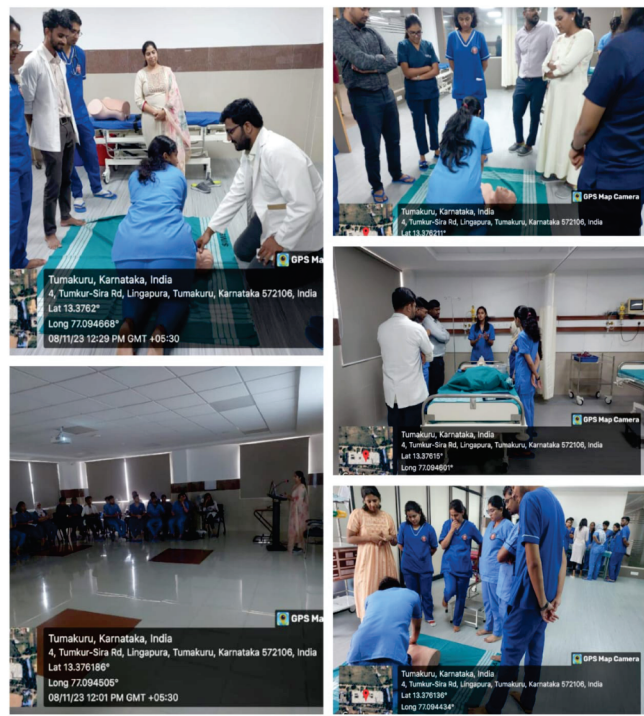 GPS Ma
Tumakuru, Karnataka, India
4, Tumkur-Sira Rd, Lingapura, Tumakuru, Karnataka 572106, India
Lat 13.3762°
Long 77.094668°
08/11/23 12:29 PM GMT +05:30
GPS Map Camera
Tumakuru, Karnataka, India
4, Tumkur-Sira Rd, Lingapura, Tumakuru, Karnataka 572106, India
Lat 13.376211°
GPS Map Camera
Tumakuru, Karnataka, India
4, Tumkur-Sira Rd, Lingapura, Tumakuru, Karnataka 572106, India
Lat 13.37615°
Long 77.094601°
GPS Ma
Tumakuru, Karnataka, India
4, Tumkur-Sira Rd, Lingapura, Tumakuru, Karnataka 572106, India
Lat 13.376186°
Long 77.094505°
08/11/23 12:01 PM GMT +05:30
GPS Map Camera
Tumakuru, Karnataka, India
4, Tumkur-Sira Rd, Lingapura, Tumakuru, Karnataka 572106, India
Lat 13.376136°
Long 77.094434°